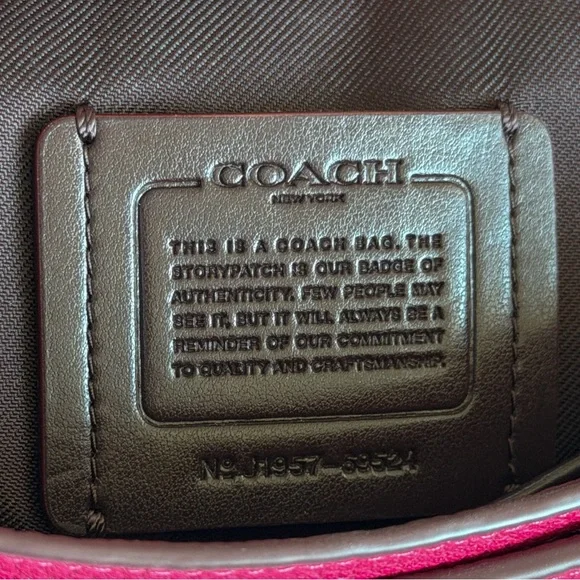 COACH
NEW YORK
THIS IS A COACH BAG. THE
STORYPATCH IS OUR BADGE OF
AUTHENTICITY. FEW PEOPLE MAY
SEE IT, BUT IT WILL ALWAYS BE A
REMINDER OF OUR COMMITMENT
TO QUALITY AND CRAFTSMANSHIP.
Nº. J1957-69524